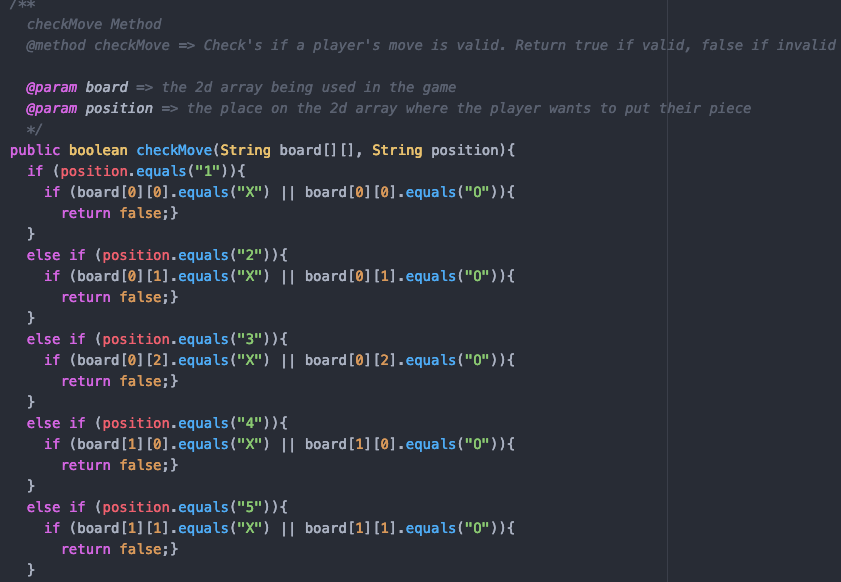 /**
  checkMove Method
  @method checkMove => Check's if a player's move is valid. Return true if valid, false if invalid

  @param board => the 2d array being used in the game
  @param position => the place on the 2d array where the player wants to put their piece
  */
public boolean checkMove(String board[][], String position){
  if (position.equals("1")){
    if (board[0][0].equals("X") || board[0][0].equals("O")){
      return false;}
  }
  else if (position.equals("2")){
    if (board[0][1].equals("X") || board[0][1].equals("O")){
      return false;}
  }
  else if (position.equals("3")){
    if (board[0][2].equals("X") || board[0][2].equals("O")){
      return false;}
  }
  else if (position.equals("4")){
    if (board[1][0].equals("X") || board[1][0].equals("O")){
      return false;}
  }
  else if (position.equals("5")){
    if (board[1][1].equals("X") || board[1][1].equals("O")){
      return false;}
  }